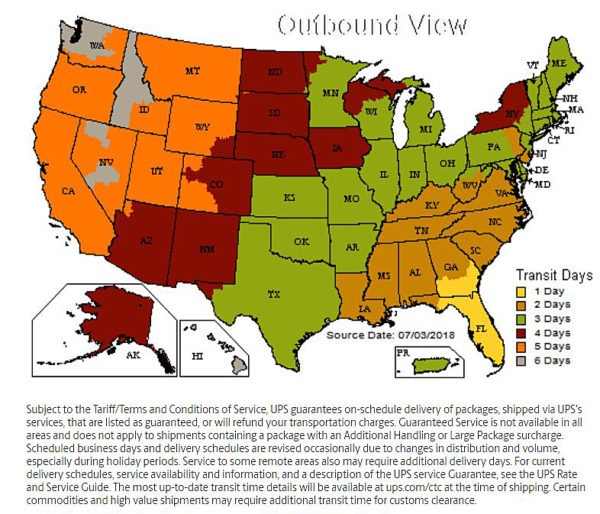 Outbound View
WA
MT
ND
MN
VT
ME
OR
ID
SD
WI
NY
NH
MA
WY
MI
RI
CT
NV
NE
IA
PA
NJ
UT
CO
IL
IN
OH
DE
MD
CA
KS
MO
KY
WV
VA
AZ
NM
OK
AR
TN
NC
SC
TX
MS
AL
GA
LA
FL
AK
HI
PR
Transit Days
1 Day
2 Days
3 Days
4 Days
5 Days
6 Days
Source Date: 07/03/2018
Subject to the Tariff/Terms and Conditions of Service, UPS guarantees on-schedule delivery of packages, shipped via UPS's
services, that are listed as guaranteed, or will refund your transportation charges. Guaranteed Service is not available in all
areas and does not apply to shipments containing a package with an Additional Handling or Large Package surcharge.
Scheduled business days and delivery schedules are revised occasionally due to changes in distribution and volume,
especially during holiday periods. Service to some remote areas also may require additional delivery days. For current
delivery schedules, service availability and information, and a description of the UPS service Guarantee, see the UPS Rate
and Service Guide. The most up-to-date transit time details will be available at ups.com/ctc at the time of shipping. Certain
commodities and high value shipments may require additional transit time for customs clearance.